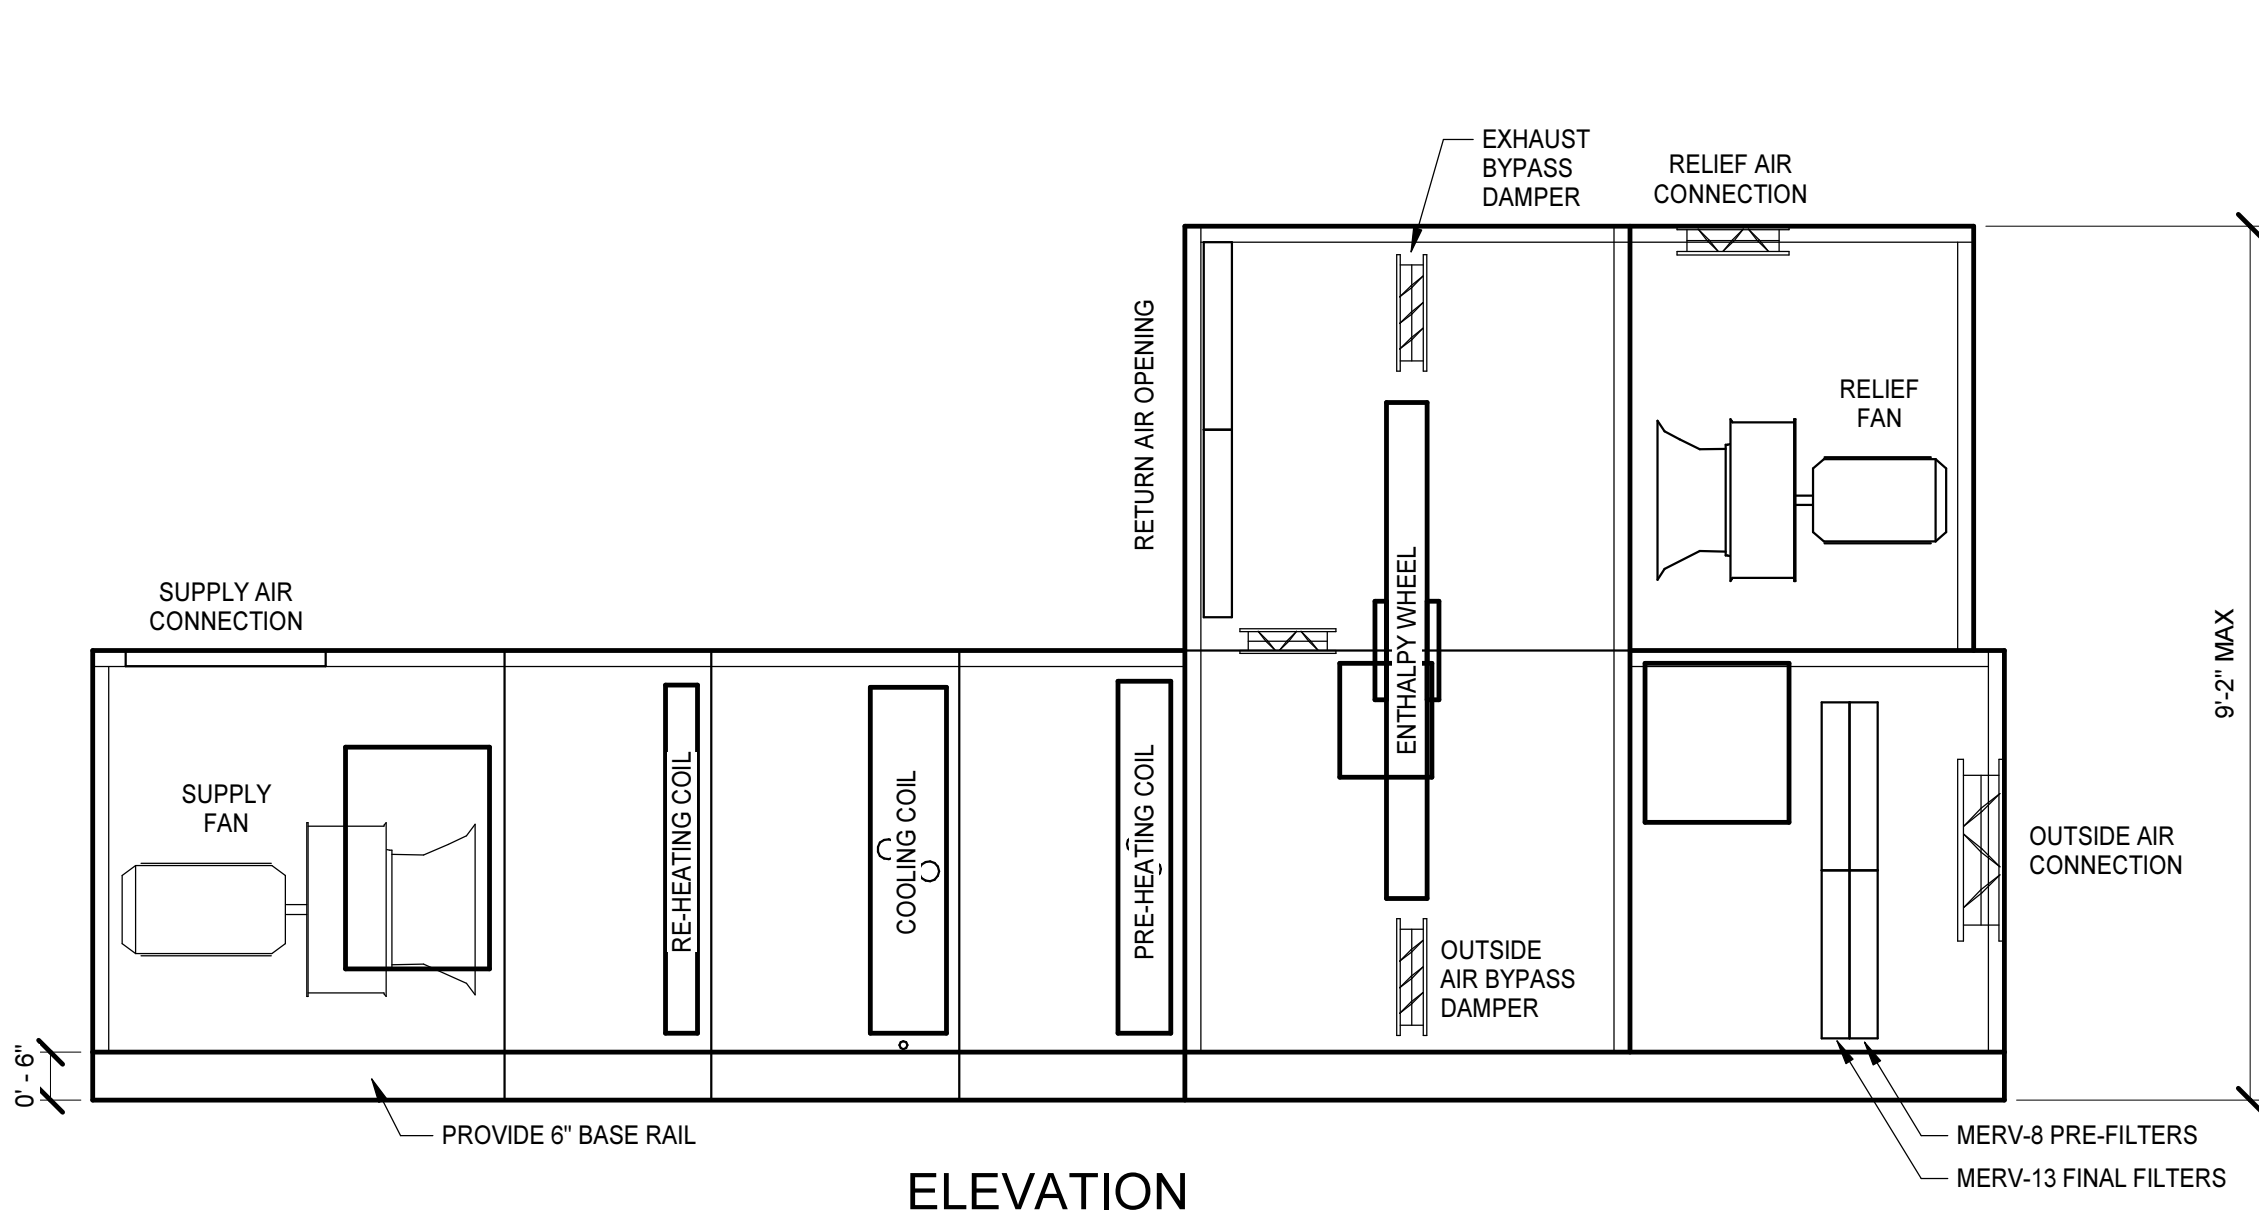 EXHAUST
BYPASS
DAMPER
RELIEF AIR
CONNECTION
RETURN AIR OPENING
RELIEF
FAN
SUPPLY AIR
CONNECTION
ENTHALPY WHEEL
9'-2" MAX
SUPPLY
FAN
RE-HEATING COIL
COOLING COIL
PRE-HEATING COIL
OUTSIDE AIR
CONNECTION
OUTSIDE
AIR BYPASS
DAMPER
0' - 6"
PROVIDE 6" BASE RAIL
MERV-8 PRE-FILTERS
MERV-13 FINAL FILTERS
ELEVATION